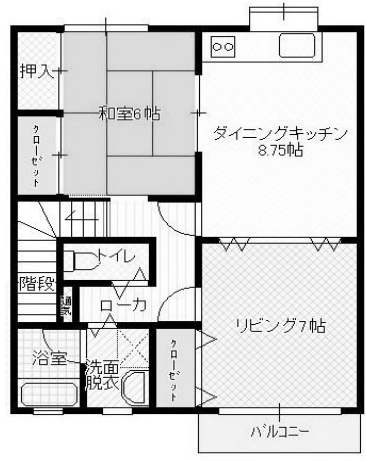 押入
和室6帖
クローゼット
ダイニングキッチン
8.75帖
トイレ
階段
ローカ
リビング7帖
浴室
洗面
脱衣
クローゼット
バルコニー